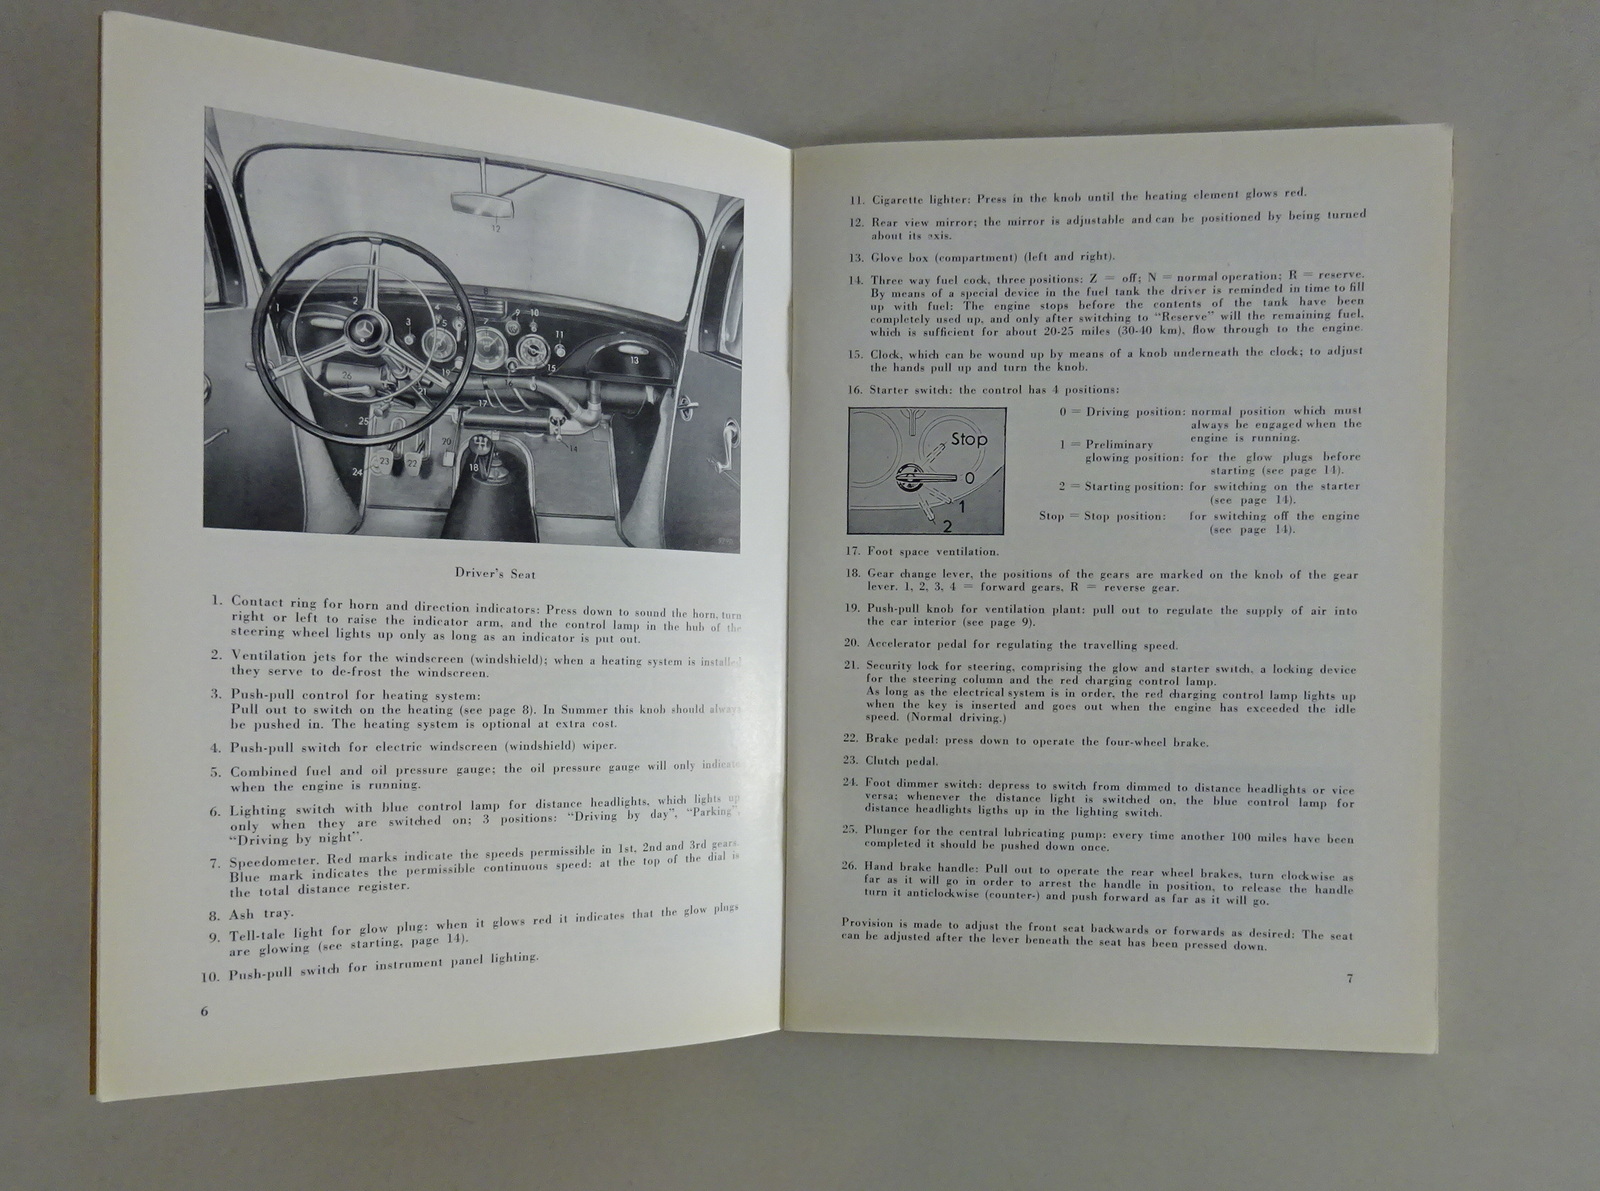 12
1
2
3
4
5
7
8
9
10
11
13
15
16
17
19
21
26
25
24
23
22
20
18
14
Driver's Seat
1. Contact ring for horn and direction indicators: Press down to sound the horn, turn
right or left to raise the indicator arm, and the control lamp in the hub of the
steering wheel lights up only as long as an indicator is put out.
2. Ventilation jets for the windscreen (windshield); when a heating system is installed
they serve to de-frost the windscreen.
3. Push-pull control for heating system:
Pull out to switch on the heating (see page 8). In Summer this knob should always
be pushed in. The heating system is optional at extra cost.
4. Push-pull switch for electric windscreen (windshield) wiper.
5. Combined fuel and oil pressure gauge; the oil pressure gauge will only indicate
when the engine is running.
6. Lighting switch with blue control lamp for distance headlights, which lights up
only when they are switched on; 3 positions: “Driving by day”, “Parking”,
“Driving by night”.
7. Speedometer. Red marks indicate the speeds permissible in 1st, 2nd and 3rd gears.
Blue mark indicates the permissible continuous speed: at the top of the dial is
the total distance register.
8. Ash tray.
9. Tell-tale light for glow plug: when it glows red it indicates that the glow plugs
are glowing (see starting, page 14).
10. Push-pull switch for instrument panel lighting.
6
11. Cigarette lighter: Press in the knob until the heating element glows red.
12. Rear view mirror; the mirror is adjustable and can be positioned by being turned
about its axis.
13. Glove box (compartment) (left and right).
14. Three way fuel cock, three positions: Z = off; N = normal operation; R = reserve.
By means of a special device in the fuel tank the driver is reminded in time to fill
up with fuel: The engine stops before the contents of the tank have been
completely used up, and only after switching to “Reserve” will the remaining fuel,
which is sufficient for about 20-25 miles (30-40 km), flow through to the engine.
15. Clock, which can be wound up by means of a knob underneath the clock; to adjust
the hands pull up and turn the knob.
16. Starter switch: the control has 4 positions:
Stop
0
1
2
0 = Driving position: normal position which must
always be engaged when the
engine is running.
1 = Preliminary
glowing position: for the glow plugs before
starting (see page 14).
2 = Starting position: for switching on the starter
(see page 14).
Stop = Stop position: for switching off the engine
(see page 14).
17. Foot space ventilation.
18. Gear change lever, the positions of the gears are marked on the knob of the gear
lever. 1, 2, 3, 4 = forward gears, R = reverse gear.
19. Push-pull knob for ventilation plant: pull out to regulate the supply of air into
the car interior (see page 9).
20. Accelerator pedal for regulating the travelling speed.
21. Security lock for steering, comprising the glow and starter switch, a locking device
for the steering column and the red charging control lamp.
As long as the electrical system is in order, the red charging control lamp lights up
when the key is inserted and goes out when the engine has exceeded the idle
speed. (Normal driving.)
22. Brake pedal: press down to operate the four-wheel brake.
23. Clutch pedal.
24. Foot dimmer switch: depress to switch from dimmed to distance headlights or vice
versa; whenever the distance light is switched on, the blue control lamp for
distance headlights ligths up in the lighting switch.
25. Plunger for the central lubricating pump: every time another 100 miles have been
completed it should be pushed down once.
26. Hand brake handle: Pull out to operate the rear wheel brakes, turn clockwise as
far as it will go in order to arrest the handle in position, to release the handle
turn it anticlockwise (counter-) and push forward as far as it will go.
Provision is made to adjust the front seat backwards or forwards as desired: The seat
can be adjusted after the lever beneath the seat has been pressed down.
7